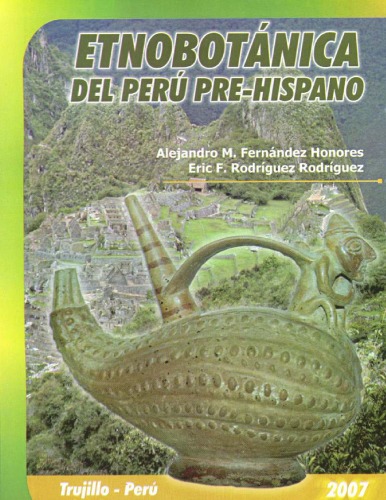 ETNOBOTÁNICA
DEL PERÚ PRE-HISPANO
Alejandro M. Fernández Honores
Eric F. Rodríguez Rodríguez
Trujillo - Perú
2007